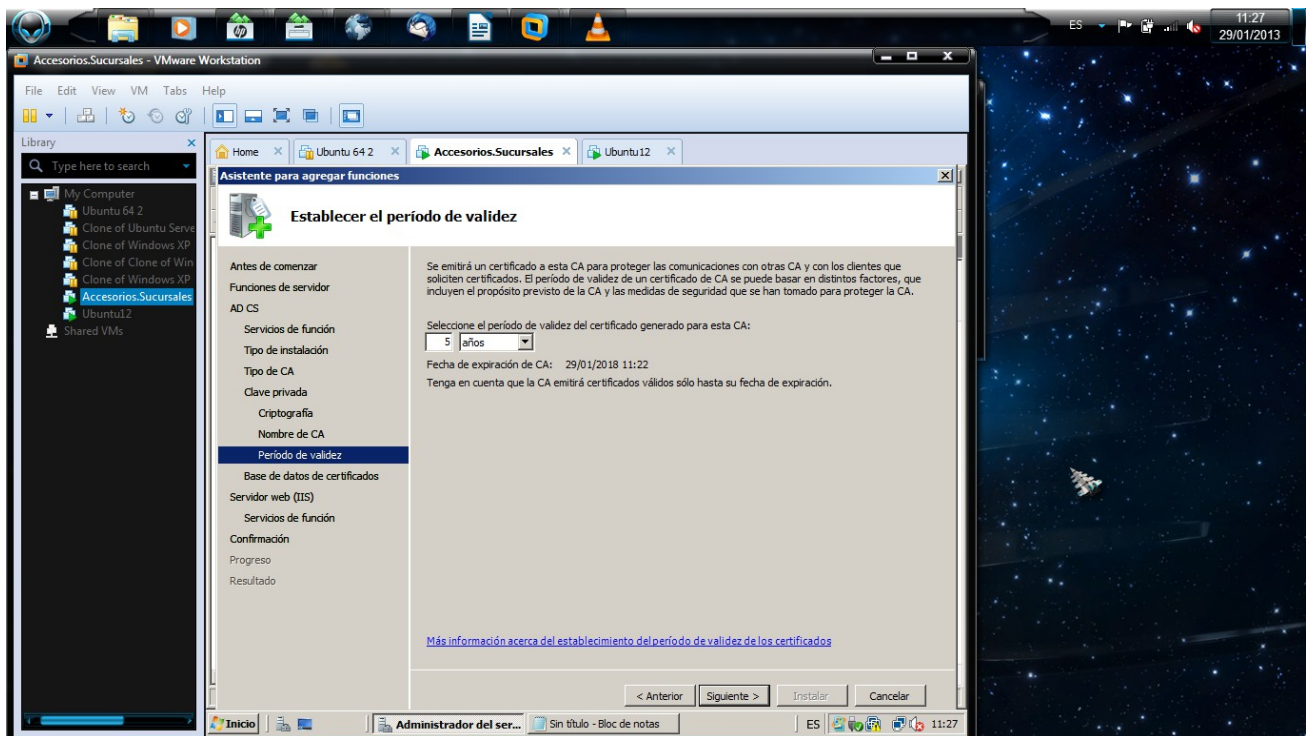 ES
11:27
29/01/2013
hp
Accesorios.Sucursales - VMware Workstation
File Edit View VM Tabs Help
Library
Type here to search
My Computer
Ubuntu 64 2
Clone of Ubuntu Serve
Clone of Windows XP
Clone of Clone of Win
Clone of Windows XP
Accesorios.Sucursales
Ubuntu12
Shared VMs
Home
Ubuntu 64 2
Accesorios.Sucursales
Ubuntu12
Asistente para agregar funciones
Establecer el período de validez
Antes de comenzar
Funciones de servidor
AD CS
Servicios de función
Tipo de instalación
Tipo de CA
Clave privada
Criptografía
Nombre de CA
Período de validez
Base de datos de certificados
Servidor web (IIS)
Servicios de función
Confirmación
Progreso
Resultado
Se emitirá un certificado a esta CA para proteger las comunicaciones con otras CA y con los clientes que
soliciten certificados. El período de validez de un certificado de CA se puede basar en distintos factores, que
incluyen el propósito previsto de la CA y las medidas de seguridad que se han tomado para proteger la CA.
Seleccione el período de validez del certificado generado para esta CA:
5 años
Fecha de expiración de CA: 29/01/2018 11:22
Tenga en cuenta que la CA emitirá certificados válidos sólo hasta su fecha de expiración.
Más información acerca del establecimiento del período de validez de los certificados
< Anterior
Siguiente >
Instalar
Cancelar
Inicio
Administrador del ser...
Sin título - Bloc de notas
ES
11:27